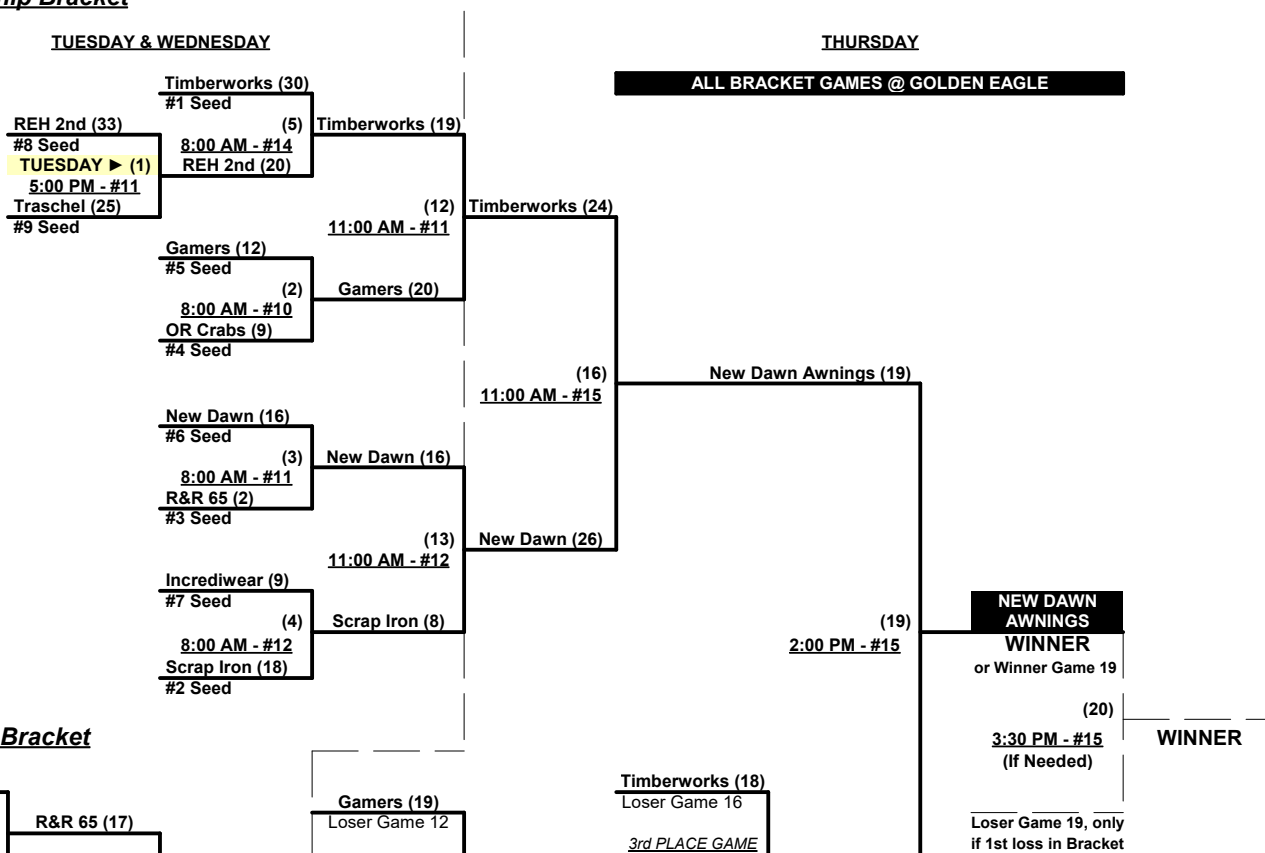 hip Bracket
TUESDAY & WEDNESDAY
THURSDAY
ALL BRACKET GAMES @ GOLDEN EAGLE
Timberworks (30)
#1 Seed
REH 2nd (33)
(5)
Timberworks (19)
#8 Seed
8:00 AM - #14
TUESDAY ► (1)
REH 2nd (20)
5:00 PM - #11
Traschel (25)
(12)
Timberworks (24)
#9 Seed
11:00 AM - #11
Gamers (12)
#5 Seed
(2)
Gamers (20)
8:00 AM - #10
OR Crabs (9)
#4 Seed
(16)
New Dawn Awnings (19)
11:00 AM - #15
New Dawn (16)
#6 Seed
(3)
New Dawn (16)
8:00 AM - #11
R&R 65 (2)
#3 Seed
(13)
New Dawn (26)
11:00 AM - #12
Incrediwear (9)
#7 Seed
NEW DAWN
AWNINGS
(4)
Scrap Iron (8)
(19)
8:00 AM - #12
2:00 PM - #15
WINNER
Scrap Iron (18)
or Winner Game 19
#2 Seed
(20)
Bracket
3:30 PM - #15
WINNER
(If Needed)
Timberworks (18)
Gamers (19)
Loser Game 16
R&R 65 (17)
Loser Game 12
Loser Game 19, only
3rd PLACE GAME
if 1st loss in Bracket